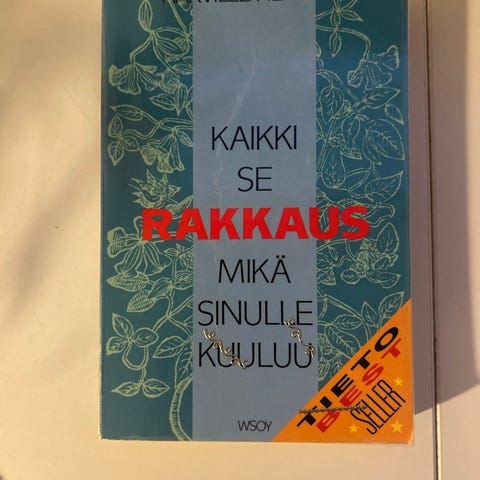 KAIKKI
SE
RAKKAUS
MIKÄ
SINULLE
KUULUU
TIETO
BEST
SELLER
WSOY